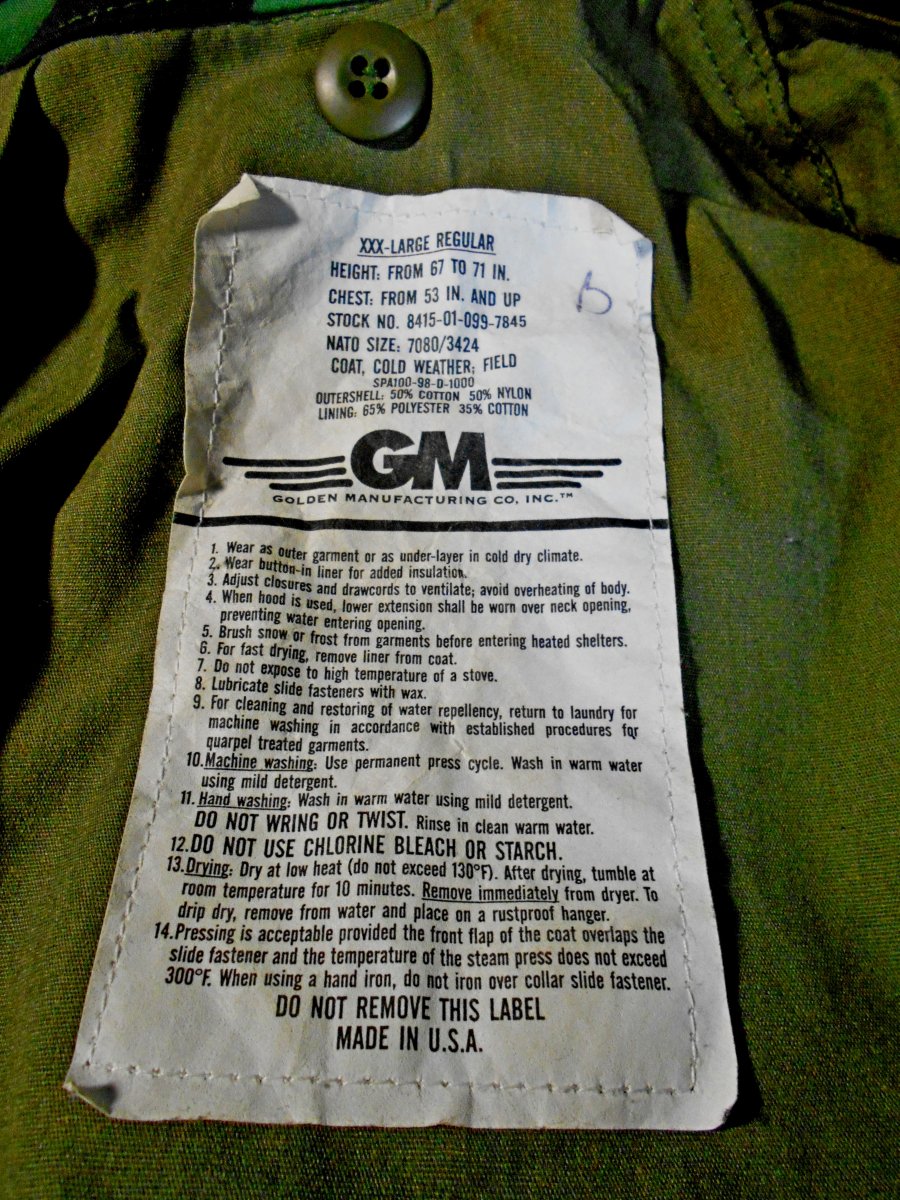 XXX-LARGE REGULAR
HEIGHT: FROM 67 TO 71 IN.
CHEST: FROM 53 IN. AND UP
STOCK NO. 8415-01-099-7845
NATO SIZE: 7080/3424
COAT, COLD WEATHER; FIELD
SPA100-98-D-1000
OUTERSHELL: 50% COTTON 50% NYLON
LINING: 65% POLYESTER 35% COTTON
GM
GOLDEN MANUFACTURING CO, INC.™
1. Wear as outer garment or as under-layer in cold dry climate.
2. Wear button-in liner for added insulation.
3. Adjust closures and drawcords to ventilate; avoid overheating of body.
4. When hood is used, lower extension shall be worn over neck opening,
preventing water entering opening.
5. Brush snow or frost from garments before entering heated shelters.
6. For fast drying, remove liner from coat.
7. Do not expose to high temperature of a stove.
8. Lubricate slide fasteners with wax.
9. For cleaning and restoring of water repellency, return to laundry for
machine washing in accordance with established procedures for
quarpel treated garments.
10. Machine washing: Use permanent press cycle. Wash in warm water
using mild detergent.
11. Hand washing: Wash in warm water using mild detergent.
DO NOT WRING OR TWIST. Rinse in clean warm water.
12. DO NOT USE CHLORINE BLEACH OR STARCH.
13. Drying: Dry at low heat (do not exceed 130°F). After drying, tumble at
room temperature for 10 minutes. Remove immediately from dryer. To
drip dry, remove from water and place on a rustproof hanger.
14. Pressing is acceptable provided the front flap of the coat overlaps the
slide fastener and the temperature of the steam press does not exceed
300°F. When using a hand iron, do not iron over collar slide fastener.
DO NOT REMOVE THIS LABEL
MADE IN U.S.A.